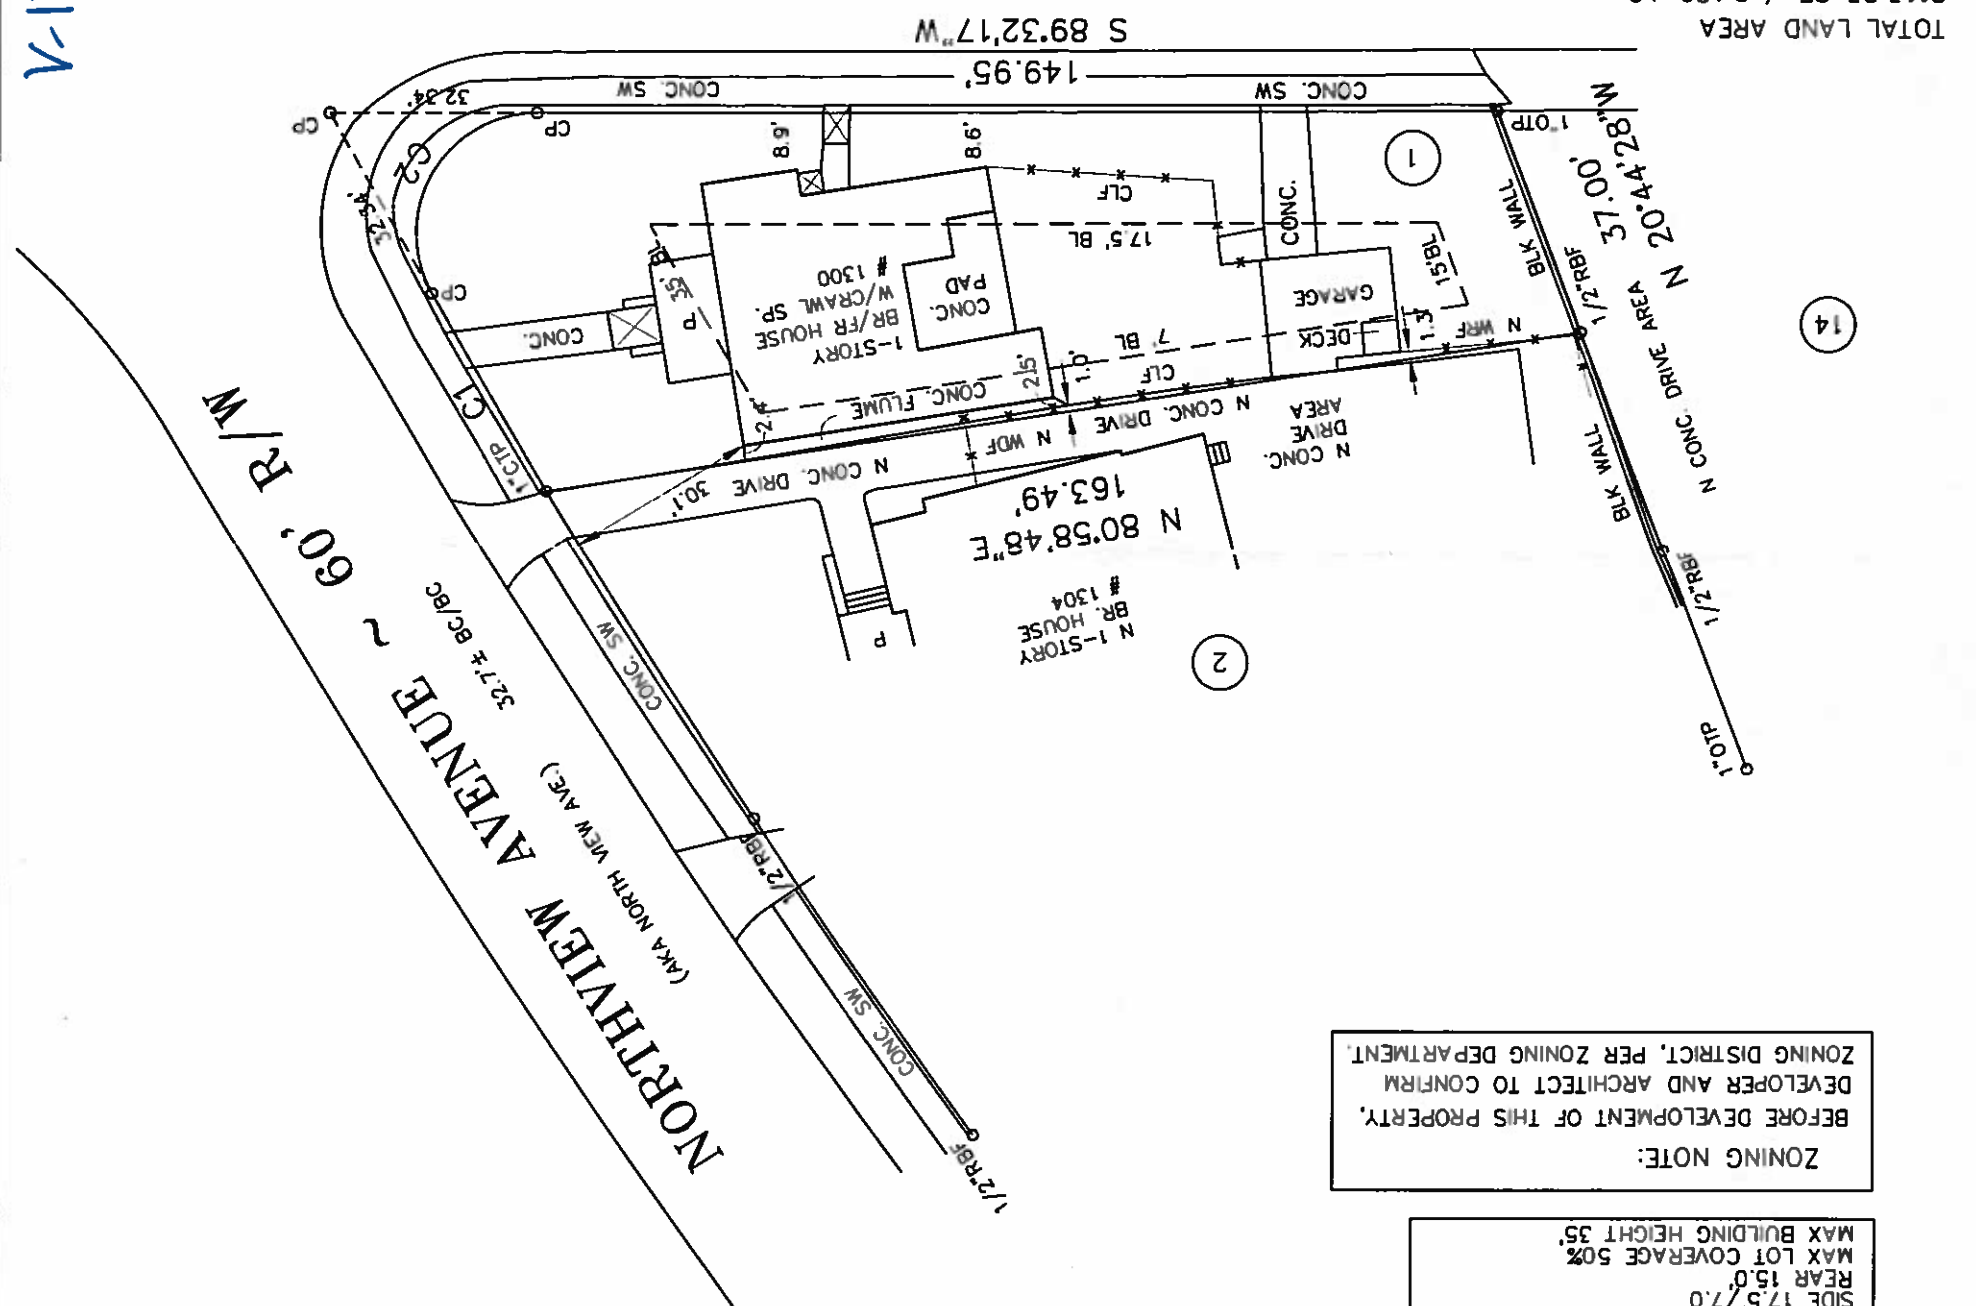 SIDE 17.5/7.0
REAR 15.0'
MAX LOT COVERAGE 50%
MAX BUILDING HEIGHT 35'
ZONING NOTE:
BEFORE DEVELOPMENT OF THIS PROPERTY,
DEVELOPER AND ARCHITECT TO CONFIRM
ZONING DISTRICT, PER ZONING DEPARTMENT.
1/2"RBF
CONC. SW
NORTHVIEW AVENUE ~ 60' R/W
(AKA NORTH VIEW AVE.)
32.7'± BC/BC
1/2"RBF
CONC. SW
1"OTP
1/2"RBF
BLK WALL
N CONC. DRIVE AREA
2
N 1-STORY
BR. HOUSE
# 1304
P
N 80°58'48"E
163.49'
30.1'
N CONC. DRIVE
N WDF
N CONC. DRIVE
N CONC.
DRIVE
AREA
1"CTP
C1
2.4'
CONC. FLUME
2.5'
1.0'
CLF
7' BL
N WRF
1.3'
1/2"RBF
14
DECK
GARAGE
15'BL
CONC.
P
35' BL
1-STORY
BR/FR HOUSE
W/CRAWL SP.
# 1300
CONC.
PAD
17.5' BL
CLF
CONC.
1
BLK WALL
N 20°44'28"W
37.00'
1"OTP
CP
32.34'
C2
CP
32.34'
CP
8.9'
8.6'
CONC. SW
CONC. SW
149.95'
S 89°32'17"W
TOTAL LAND AREA